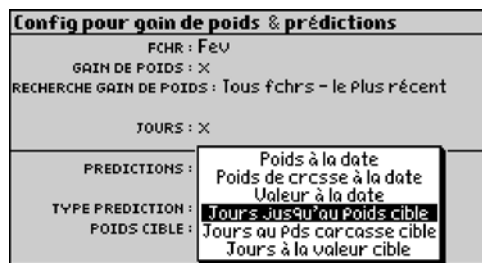 Config pour gain de poids & prédictions
FCHR : Fev
GAIN DE POIDS : X
RECHERCHE GAIN DE POIDS : Tous fchrs - le Plus récent
JOURS : X
PREDICTIONS :
TYPE PREDICTION :
POIDS CIBLE :
Poids à la date
Poids de crcsse à la date
Valeur à la date
Jours jusqu'au poids cible
Jours au pds carcasse cible
Jours à la valeur cible